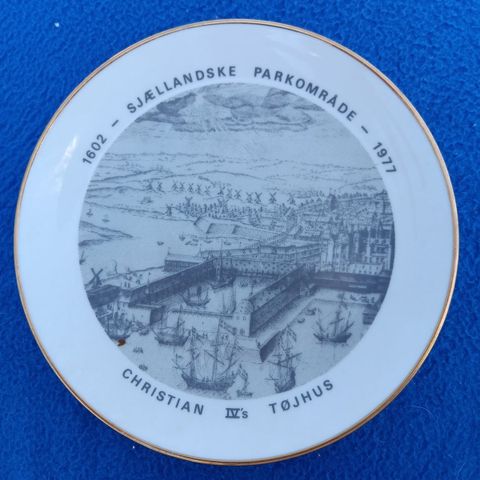 1602 - SJÆLLANDSKE PARKOMRÅDE - 1977
CHRISTIAN IV's TØJHUS